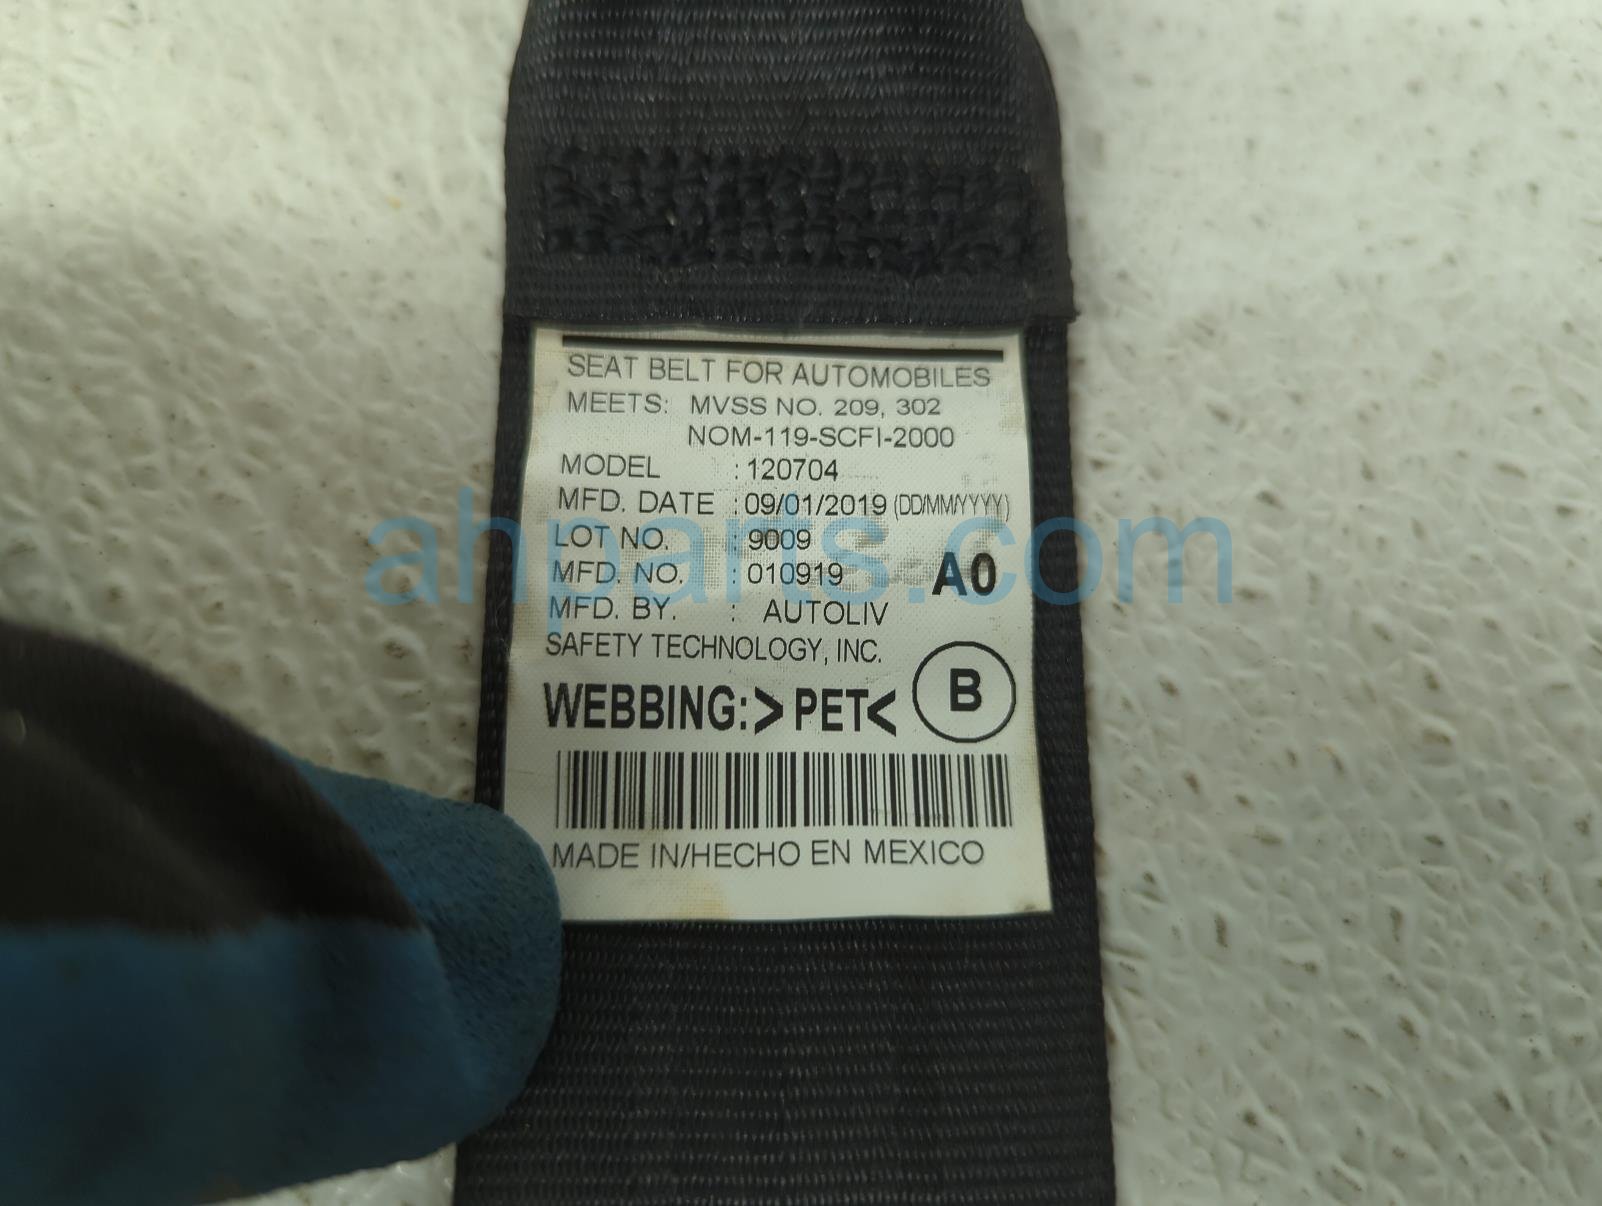 SEAT BELT FOR AUTOMOBILES
MEETS: MVSS NO. 209, 302
NOM-119-SCFI-2000
MODEL : 120704
MFD. DATE : 09/01/2019 (DD/MM/YYYY)
LOT NO. : 9009
MFD. NO. : 010919
A0
MFD. BY. : AUTOLIV
SAFETY TECHNOLOGY, INC.
WEBBING:>PET<
B
MADE IN/HECHO EN MEXICO
ahparts.com